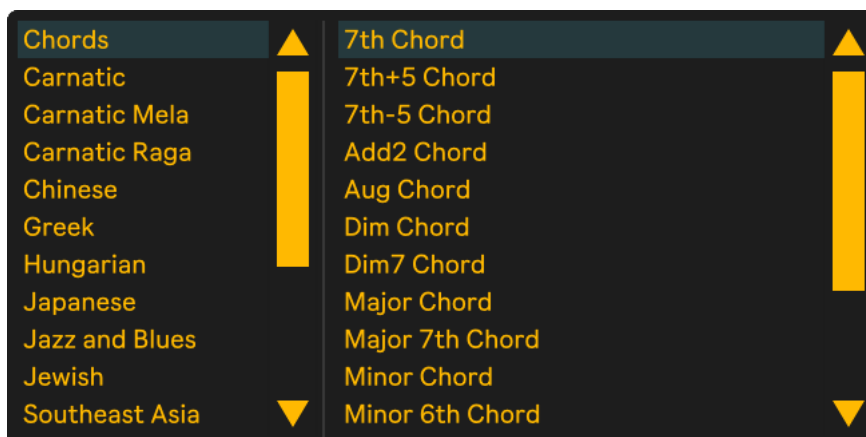 Chords
Carnatic
Carnatic Mela
Carnatic Raga
Chinese
Greek
Hungarian
Japanese
Jazz and Blues
Jewish
Southeast Asia
7th Chord
7th+5 Chord
7th-5 Chord
Add2 Chord
Aug Chord
Dim Chord
Dim7 Chord
Major Chord
Major 7th Chord
Minor Chord
Minor 6th Chord